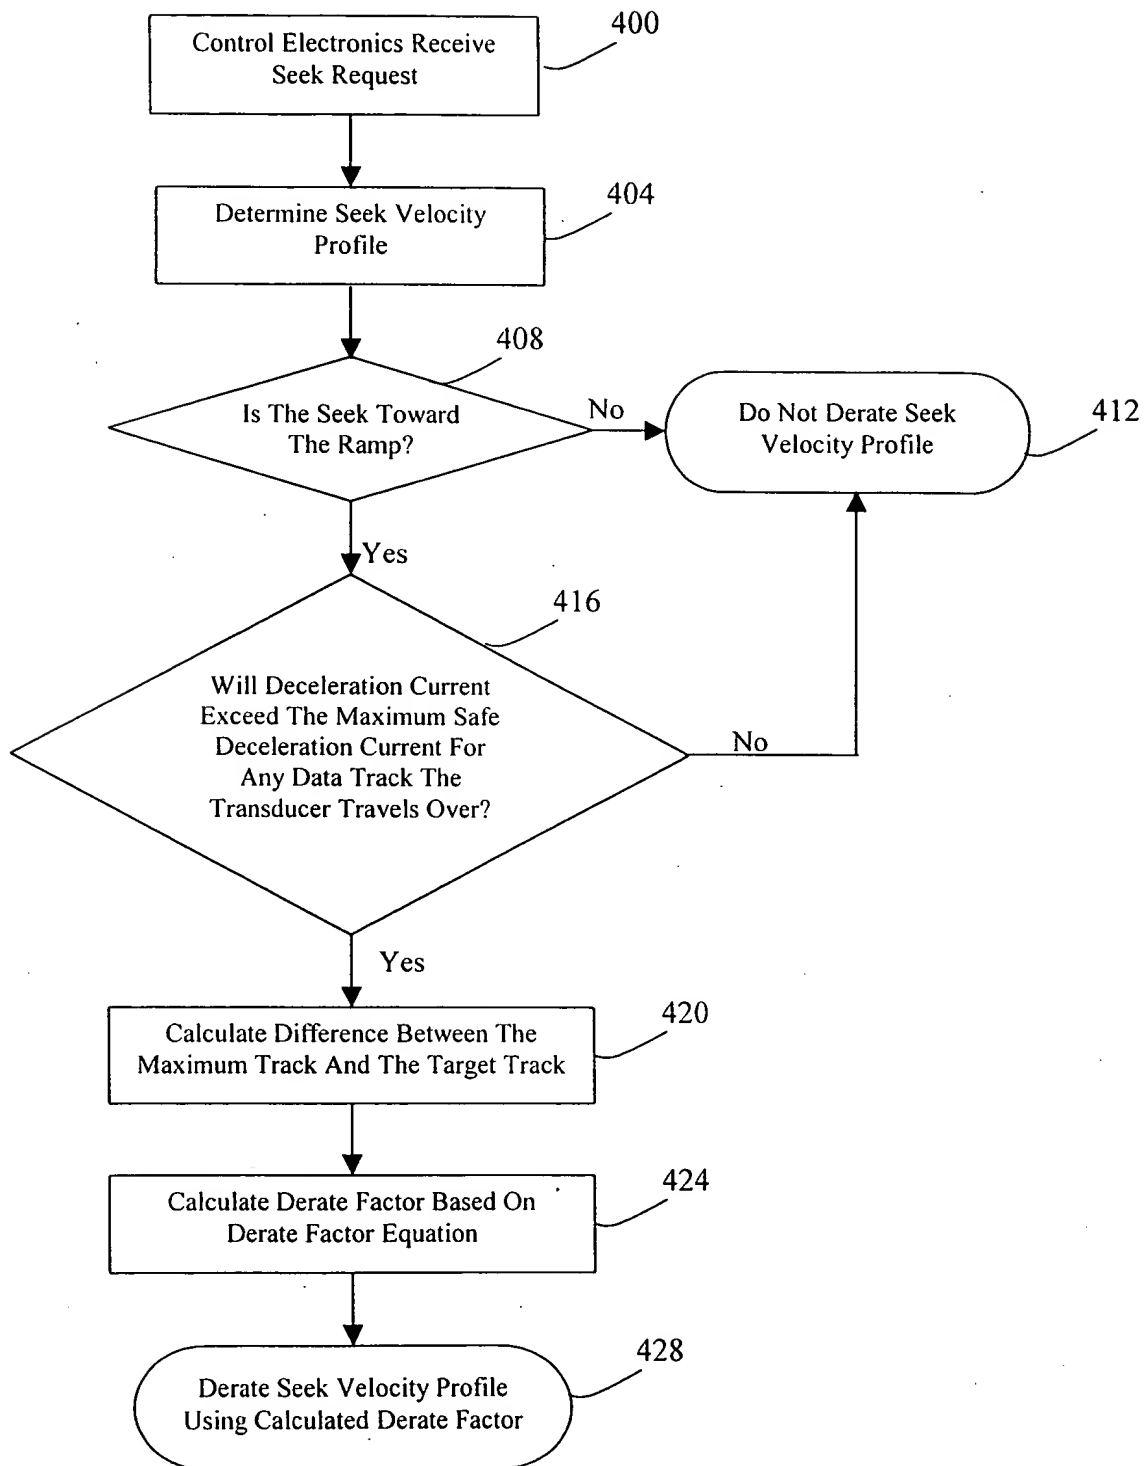 Control Electronics Receive
Seek Request
400
Determine Seek Velocity
Profile
404
408
Is The Seek Toward
The Ramp?
No
Do Not Derate Seek
Velocity Profile
412
Yes
416
Will Deceleration Current
Exceed The Maximum Safe
Deceleration Current For
Any Data Track The
Transducer Travels Over?
No
Yes
420
Calculate Difference Between The
Maximum Track And The Target Track
424
Calculate Derate Factor Based On
Derate Factor Equation
428
Derate Seek Velocity Profile
Using Calculated Derate Factor